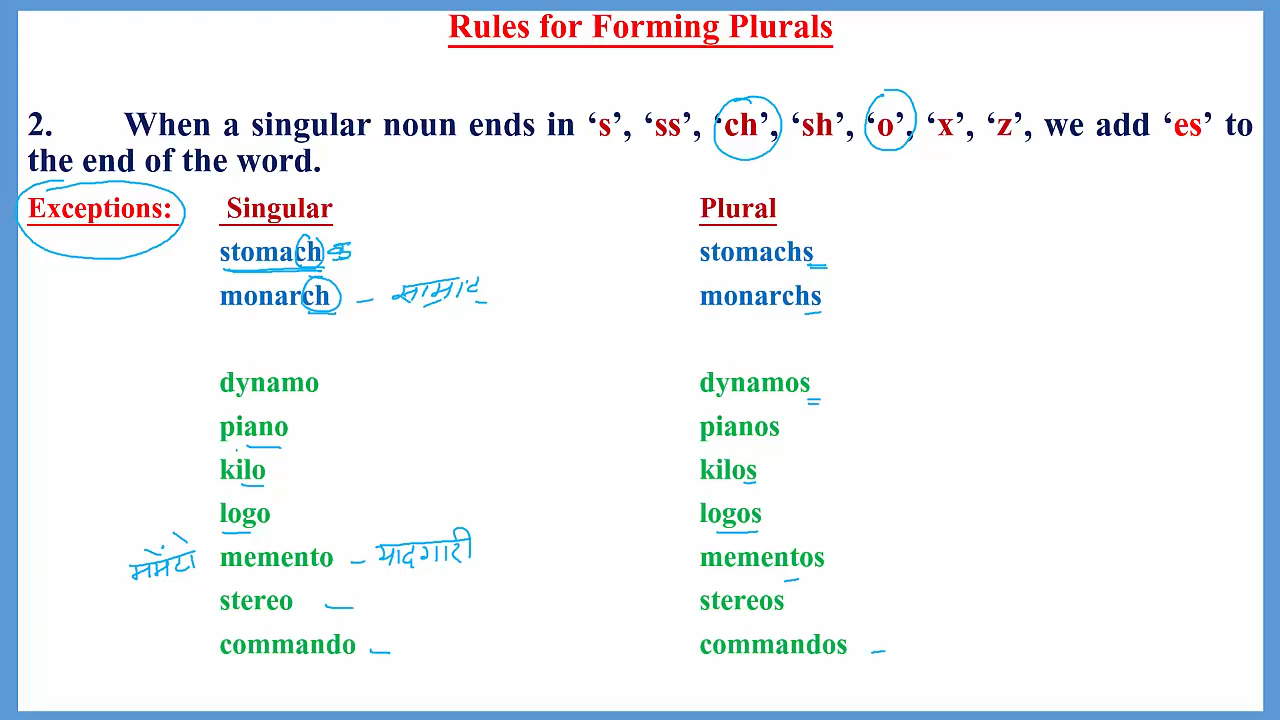 Rules for Forming Plurals
2. When a singular noun ends in ‘s’, ‘ss’, ‘ch’, ‘sh’, ‘o’, ‘x’, ‘z’, we add ‘es’ to
the end of the word.
Exceptions: Singular Plural
stomach क stomachs
monarch – सामाट monarchs
dynamo dynamos
piano pianos
kilo kilos
logo logos
ममेंटो memento – यादगारी mementos
stereo – stereos
commando – commandos –